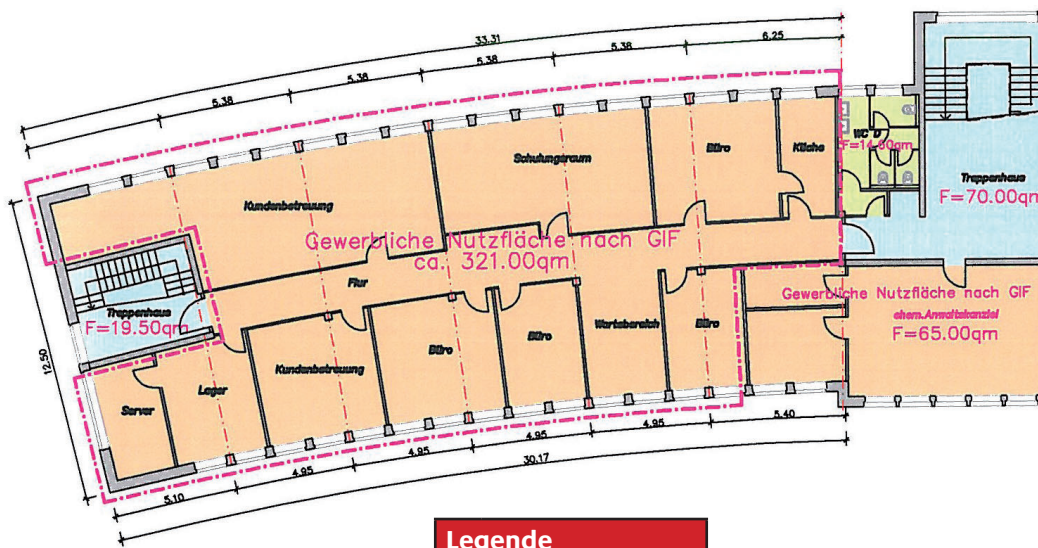 33.31
5.38
5.38
5.38
5.38
6.25
Kundenbetreuung
Schulungsraum
Büro
Küche
WC D
F=14.60qm
Treppenhaus
F=70.00qm
Gewerbliche Nutzfläche nach GIF
ca. 321.00qm
Flur
Treppenhaus
F=19.50qm
12.50
Server
Lager
Kundenbetreuung
Büro
Büro
Wartebereich
Büro
Gewerbliche Nutzfläche nach GIF
ehem.Anwaltskanzlei
F=65.00qm
5.10
4.95
4.95
4.95
4.95
5.40
30.17
Legende